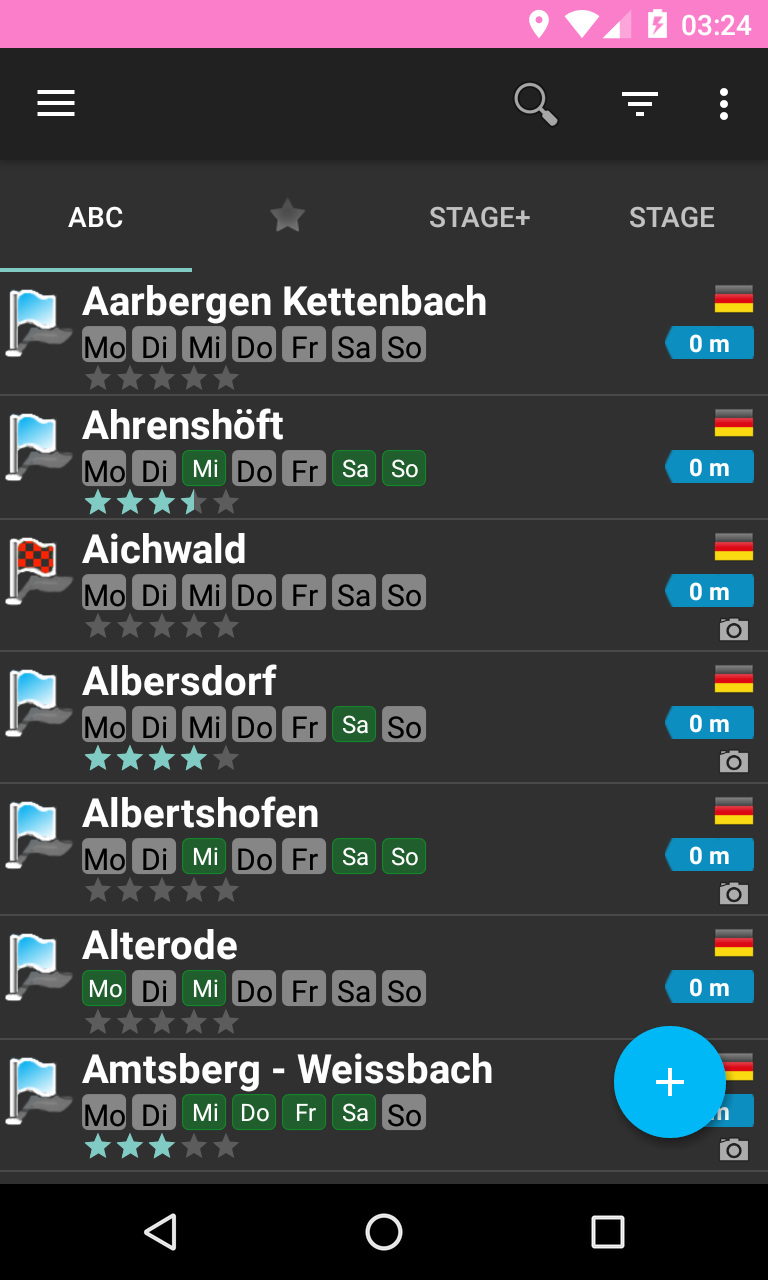 03:24
ABC
STAGE+
STAGE
Aarbergen Kettenbach
Mo Di Mi Do Fr Sa So
0 m
Ahrenshöft
Mo Di Mi Do Fr Sa So
0 m
Aichwald
Mo Di Mi Do Fr Sa So
0 m
Albersdorf
Mo Di Mi Do Fr Sa So
0 m
Albertshofen
Mo Di Mi Do Fr Sa So
0 m
Alterode
Mo Di Mi Do Fr Sa So
0 m
Amtsberg - Weissbach
Mo Di Mi Do Fr Sa So
m